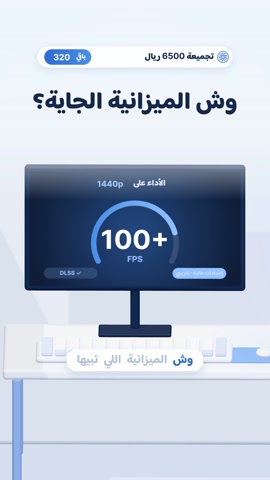 تجميعة 6500 ريال
باقي 320
وش الميزانية الجاية؟
الأداء على 1440p
100+
FPS
DLSS ✓
وش الميزانية اللي تبيها